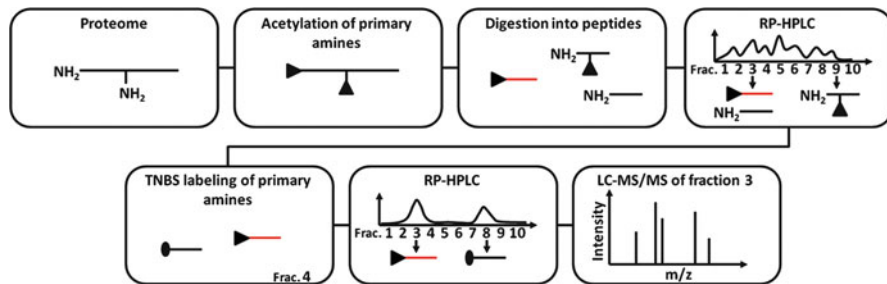 Proteome
NH2
NH2
Acetylation of primary
amines
Digestion into peptides
NH2
NH2
RP-HPLC
Frac. 1 2 3 4 5 6 7 8 9 10
NH2
NH2
TNBS labeling of primary
amines
Frac. 4
RP-HPLC
Frac. 1 2 3 4 5 6 7 8 9 10
LC-MS/MS of fraction 3
Intensity
m/z